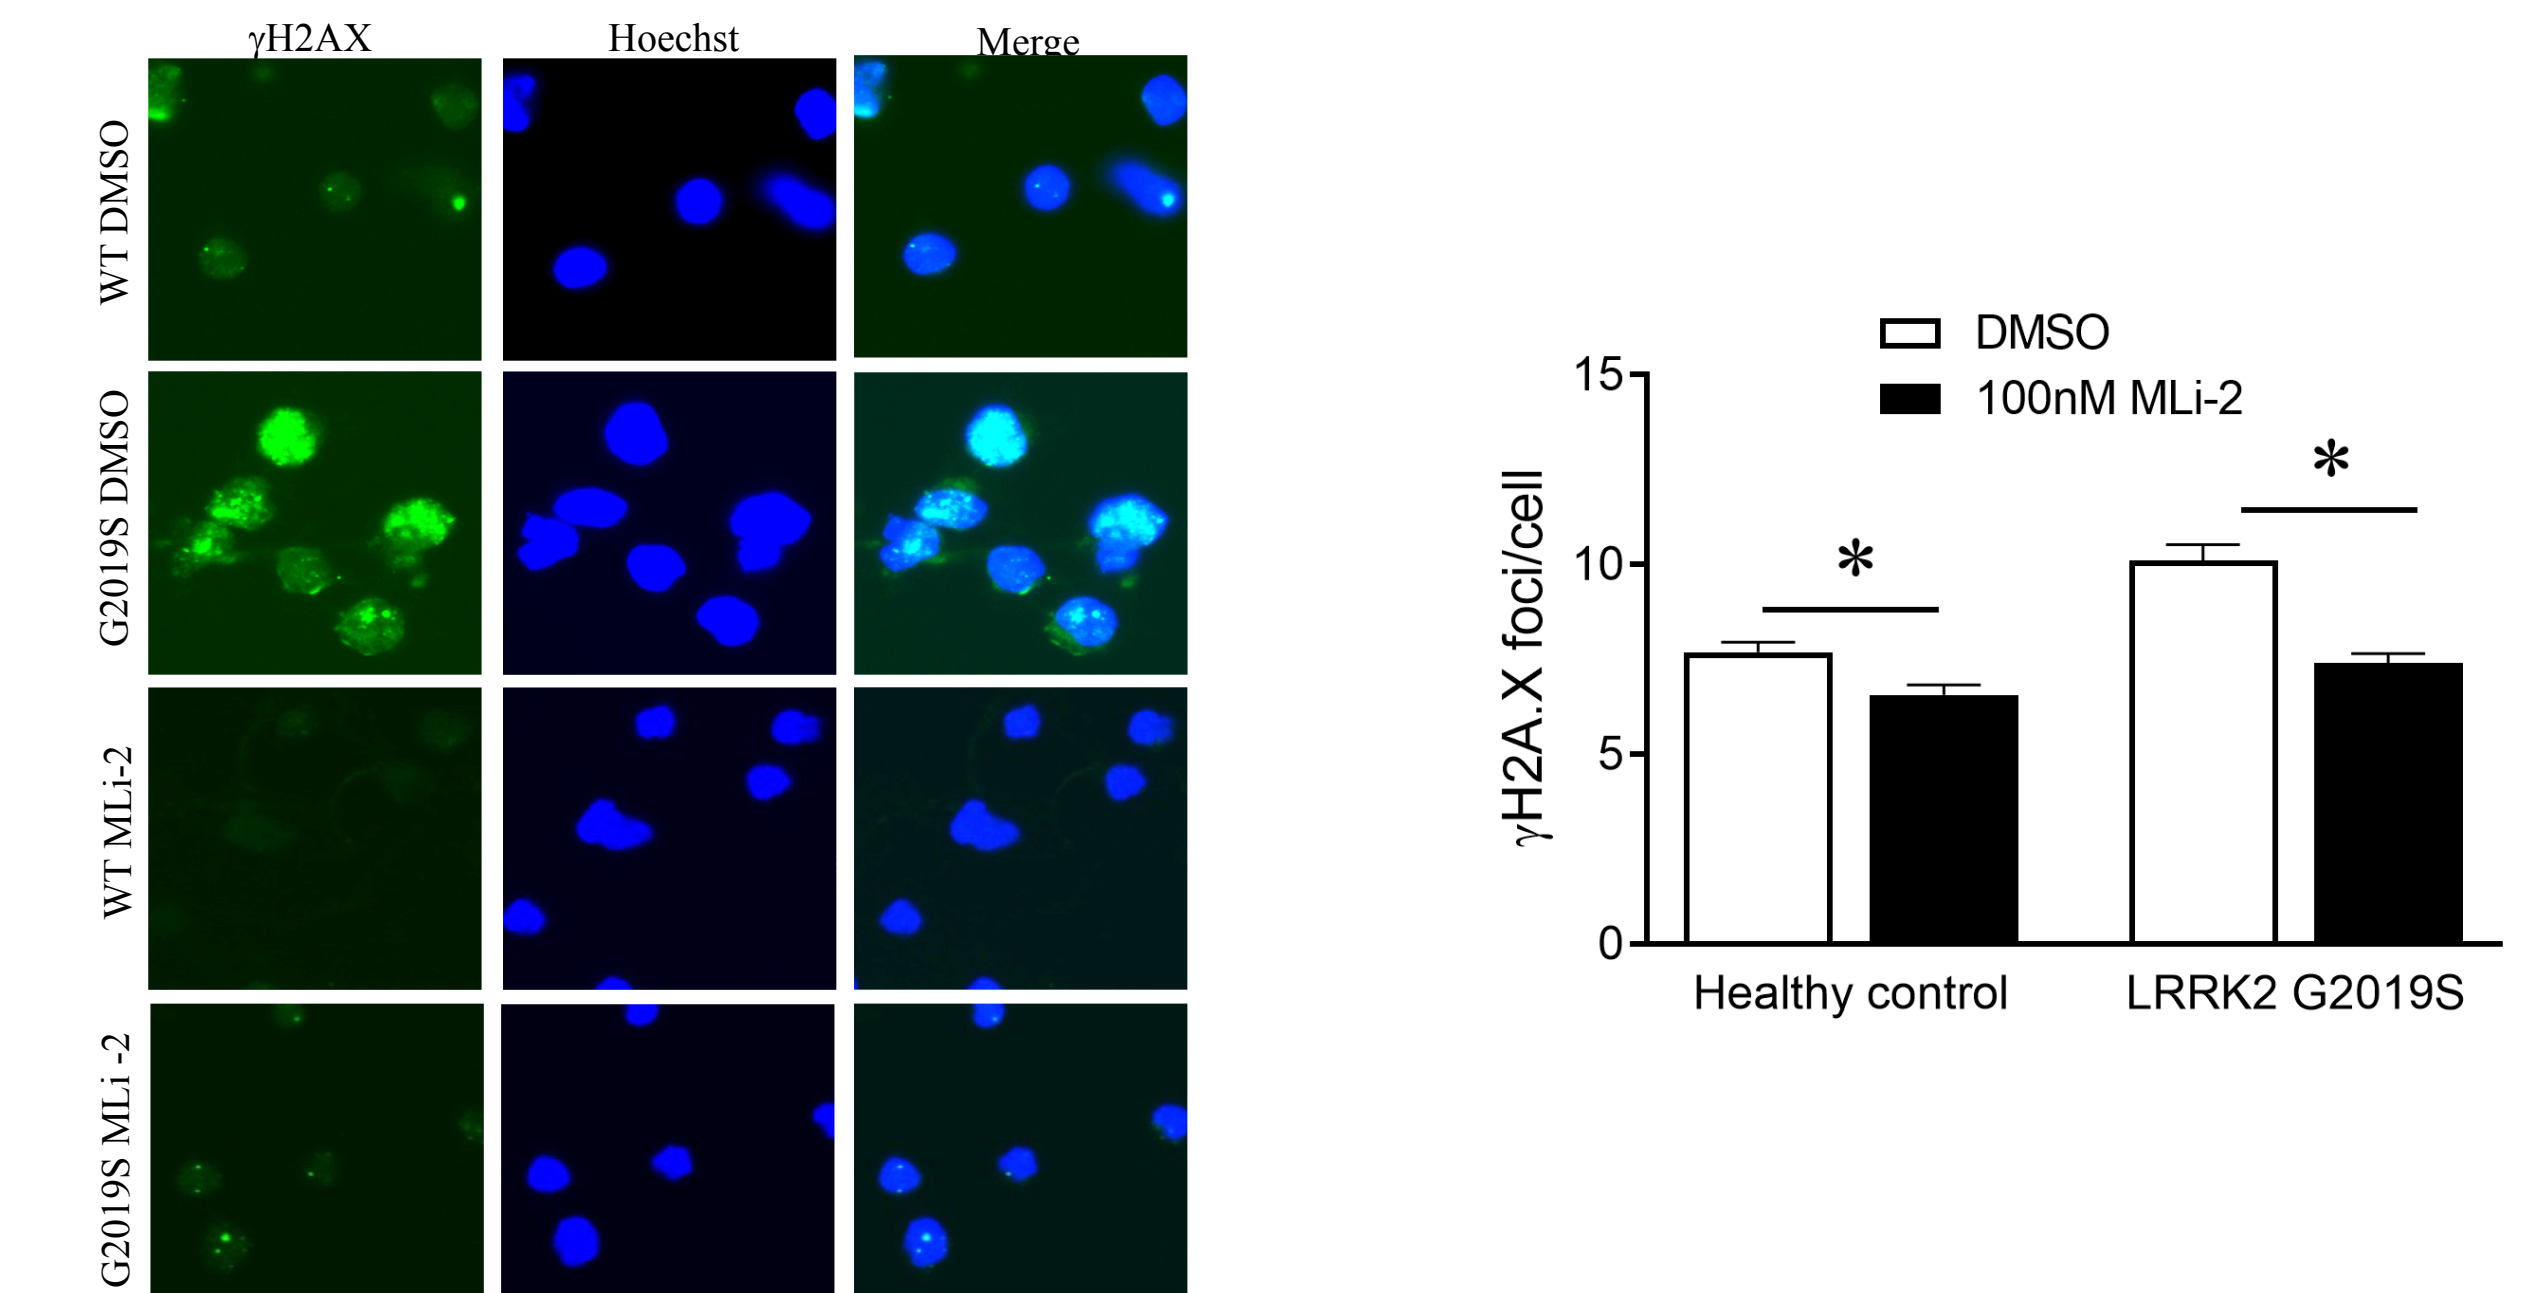 γH2AX
Hoechst
Merge
WT DMSO
G2019S DMSO
WT MLi-2
G2019S MLi -2
DMSO
100nM MLi-2
γH2A.X foci/cell
15
10
5
0
*
*
Healthy control
LRRK2 G2019S